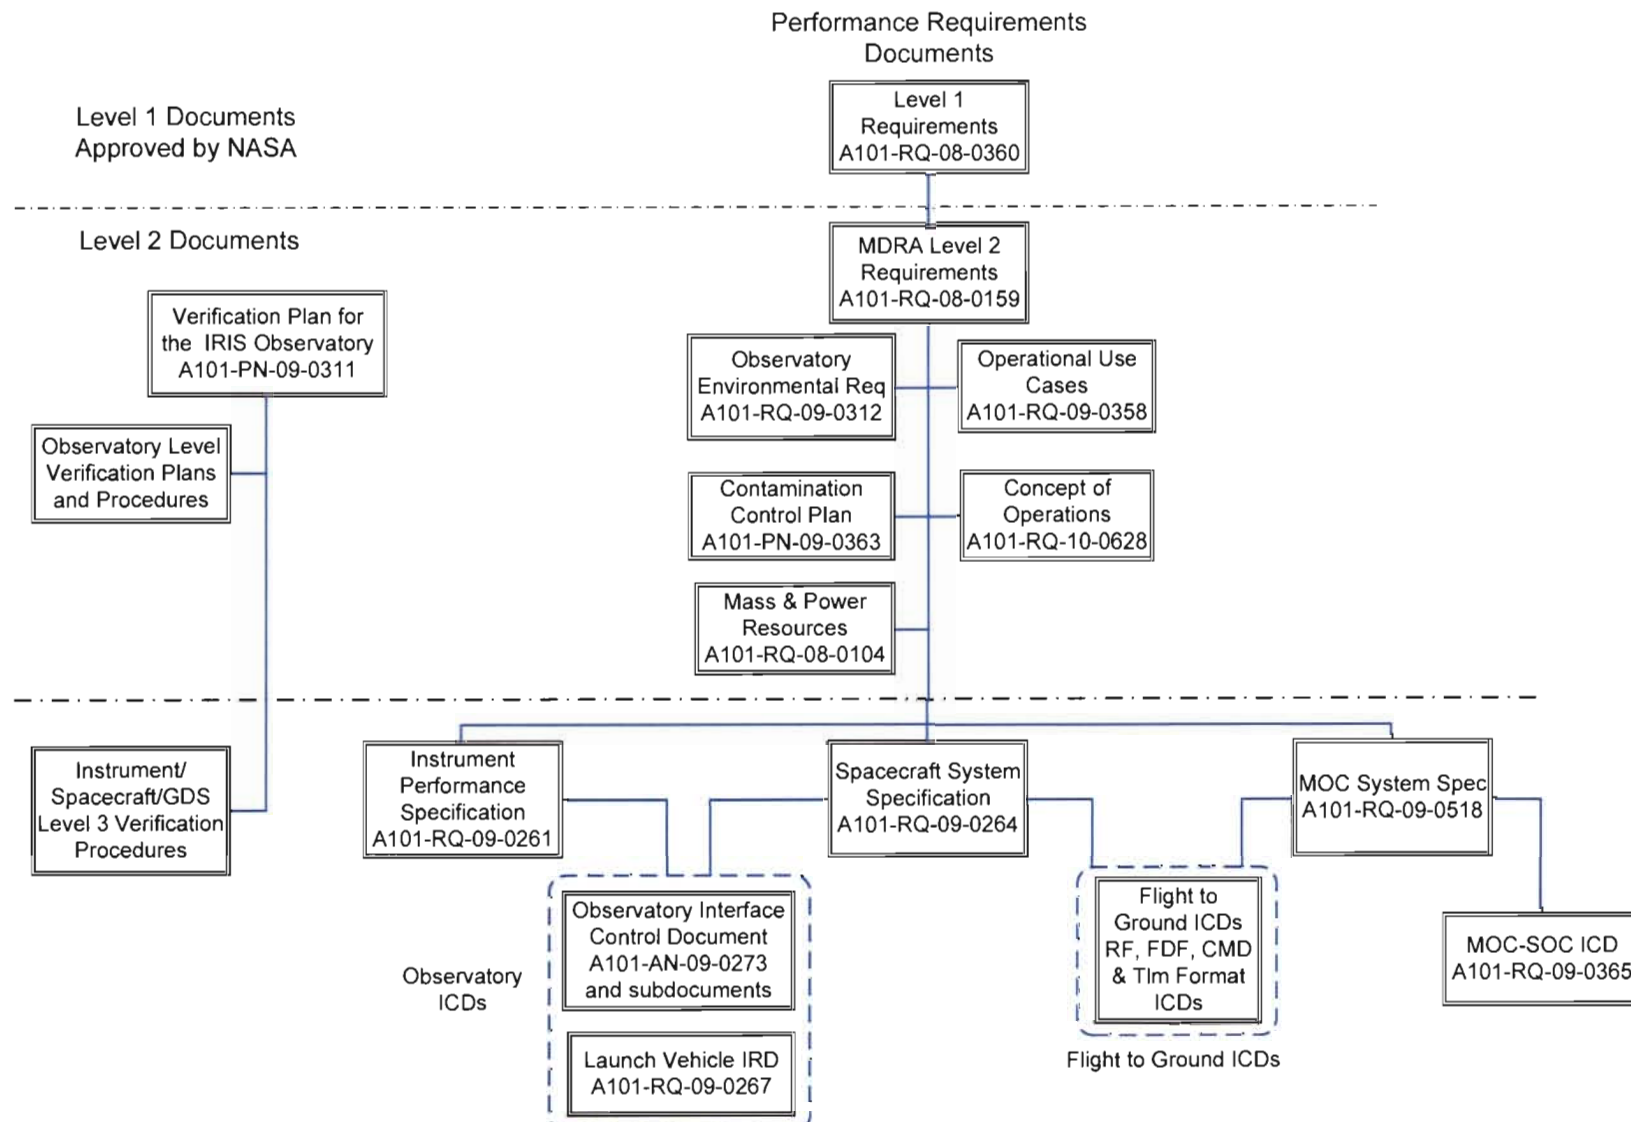 Performance Requirements
Documents
Level 1 Documents
Approved by NASA
Level 1
Requirements
A101-RQ-08-0360
Level 2 Documents
MDRA Level 2
Requirements
A101-RQ-08-0159
Verification Plan for
the IRIS Observatory
A101-PN-09-0311
Observatory
Environmental Req
A101-RQ-09-0312
Operational Use
Cases
A101-RQ-09-0358
Observatory Level
Verification Plans
and Procedures
Contamination
Control Plan
A101-PN-09-0363
Concept of
Operations
A101-RQ-10-0628
Mass & Power
Resources
A101-RQ-08-0104
Instrument/
Spacecraft/GDS
Level 3 Verification
Procedures
Instrument
Performance
Specification
A101-RQ-09-0261
Spacecraft System
Specification
A101-RQ-09-0264
MOC System Spec
A101-RQ-09-0518
Observatory
ICDs
Observatory Interface
Control Document
A101-AN-09-0273
and subdocuments
Launch Vehicle IRD
A101-RQ-09-0267
Flight to
Ground ICDs
RF, FDF, CMD
& Tlm Format
ICDs
Flight to Ground ICDs
MOC-SOC ICD
A101-RQ-09-0365